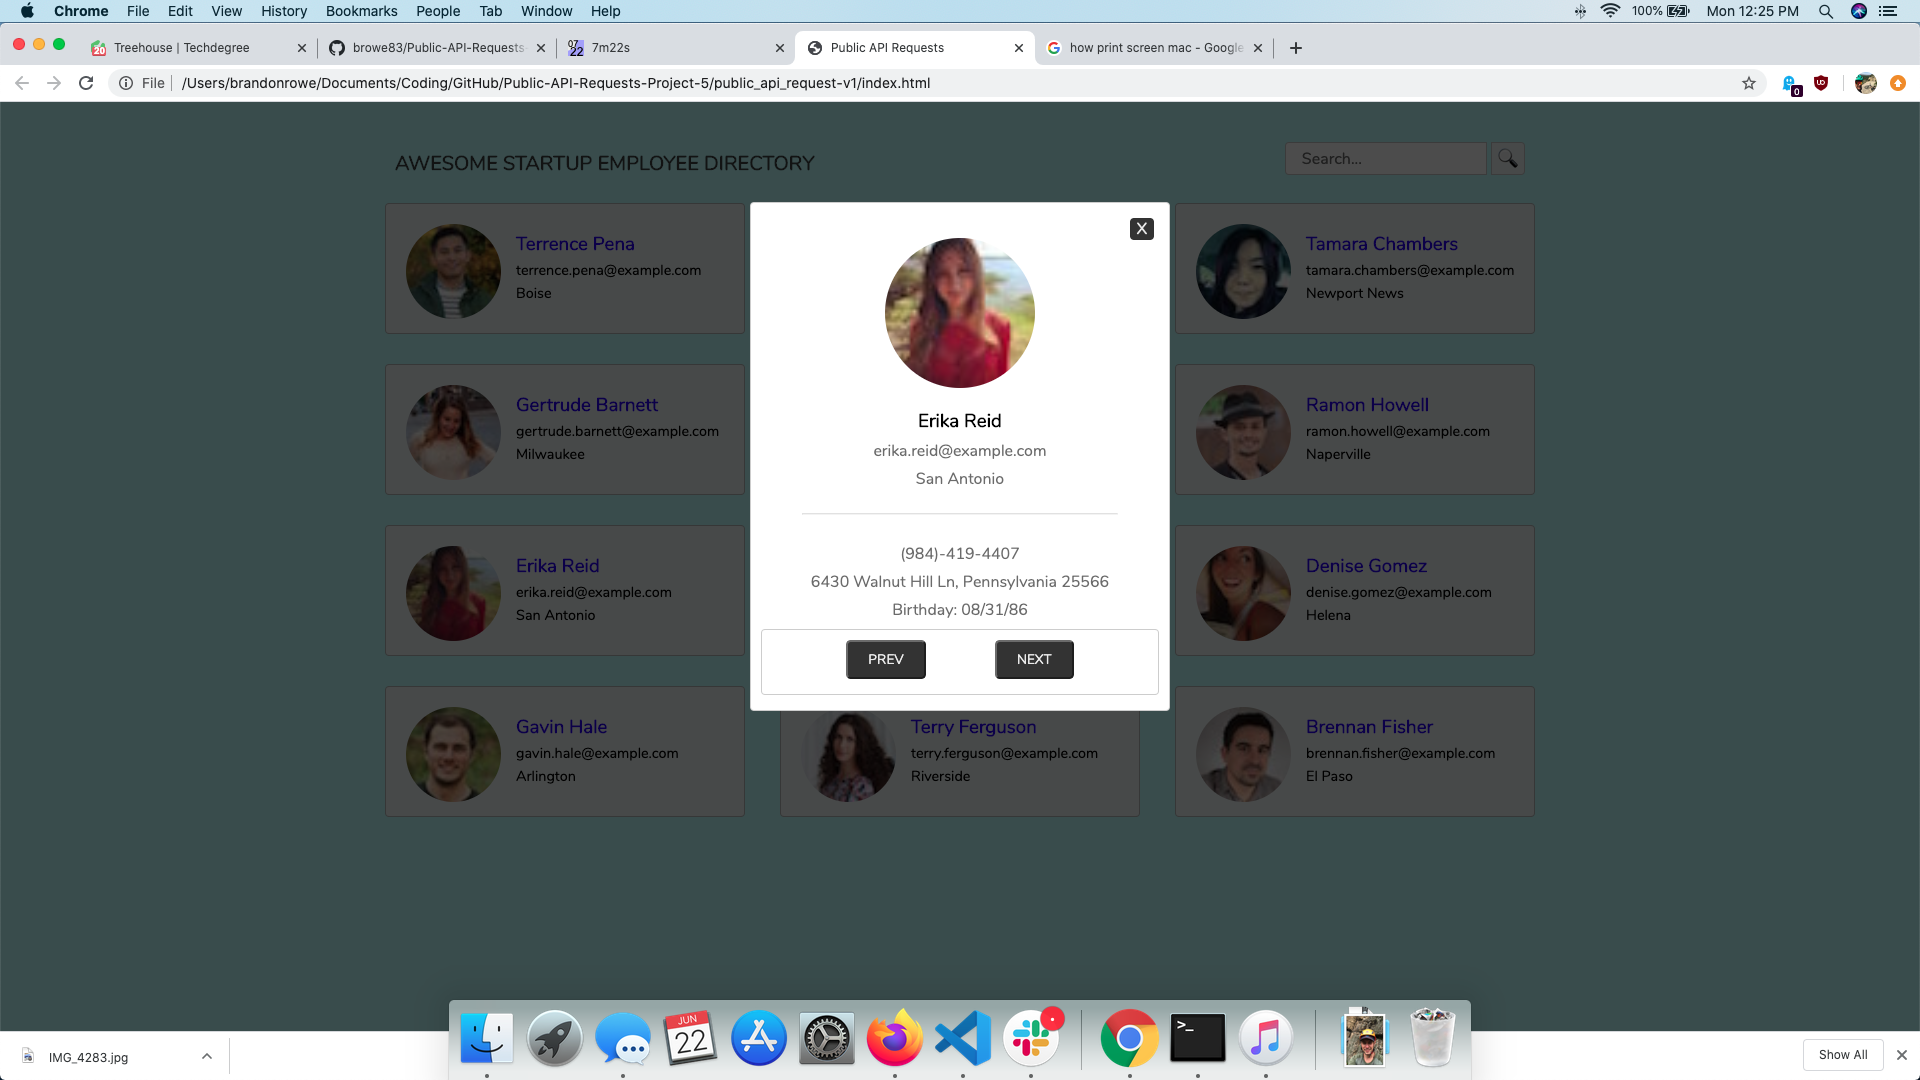 Chrome File Edit View History Bookmarks People Tab Window Help 100% Mon 12:25 PM
Treehouse | Techdegree browe83/Public-API-Requests 07 22 7m22s Public API Requests how print screen mac - Google
File /Users/brandonrowe/Documents/Coding/GitHub/Public-API-Requests-Project-5/public_api_request-v1/index.html 0
AWESOME STARTUP EMPLOYEE DIRECTORY
Search...
Terrence Pena
terrence.pena@example.com
Boise
Tamara Chambers
tamara.chambers@example.com
Newport News
Gertrude Barnett
gertrude.barnett@example.com
Milwaukee
Ramon Howell
ramon.howell@example.com
Naperville
Erika Reid
erika.reid@example.com
San Antonio
Denise Gomez
denise.gomez@example.com
Helena
Gavin Hale
gavin.hale@example.com
Arlington
Terry Ferguson
terry.ferguson@example.com
Riverside
Brennan Fisher
brennan.fisher@example.com
El Paso
X
Erika Reid
erika.reid@example.com
San Antonio
(984)-419-4407
6430 Walnut Hill Ln, Pennsylvania 25566
Birthday: 08/31/86
PREV NEXT
JUN
22
>_
IMG_4283.jpg
Show All